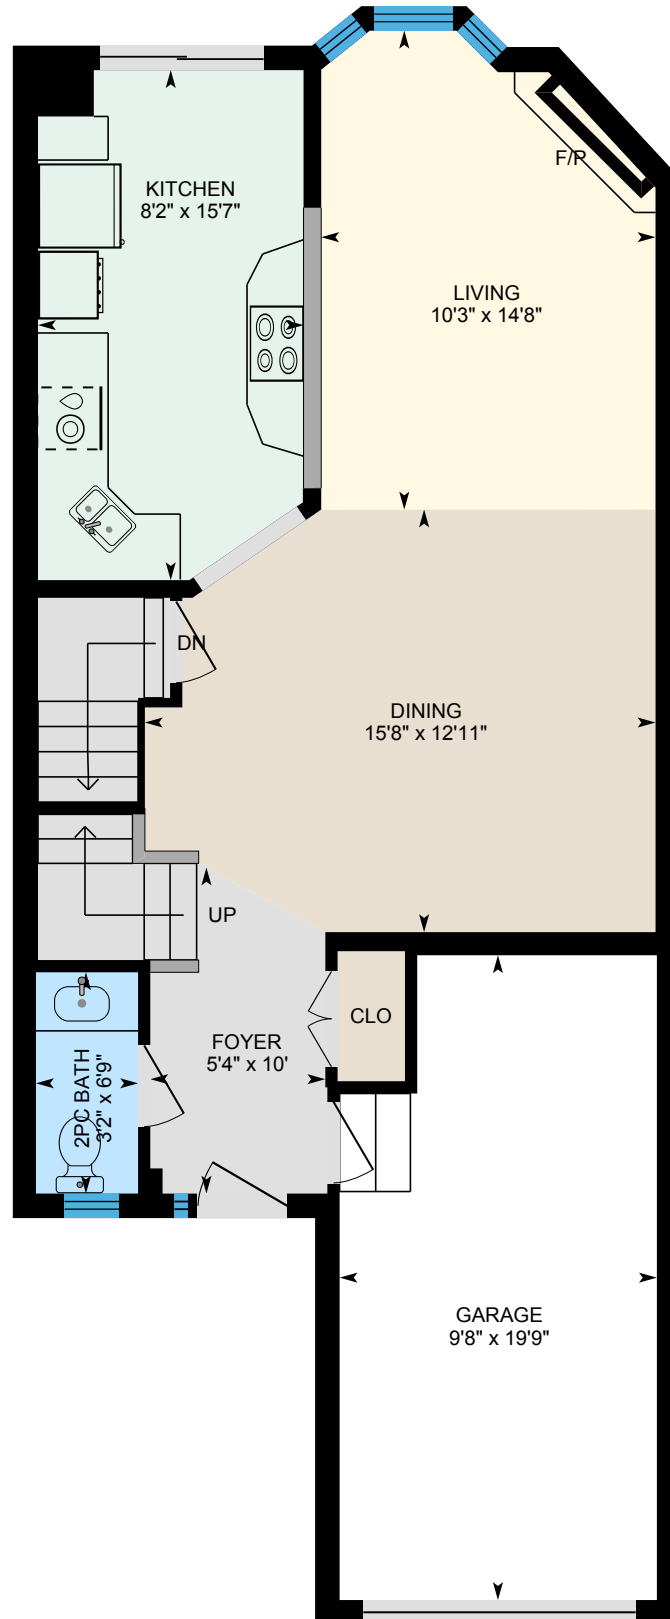 F/P
KITCHEN
8'2" x 15'7"
LIVING
10'3" x 14'8"
DN
DINING
15'8" x 12'11"
UP
CLO
FOYER
5'4" x 10'
2PC BATH
3'2" x 6'9"
GARAGE
9'8" x 19'9"